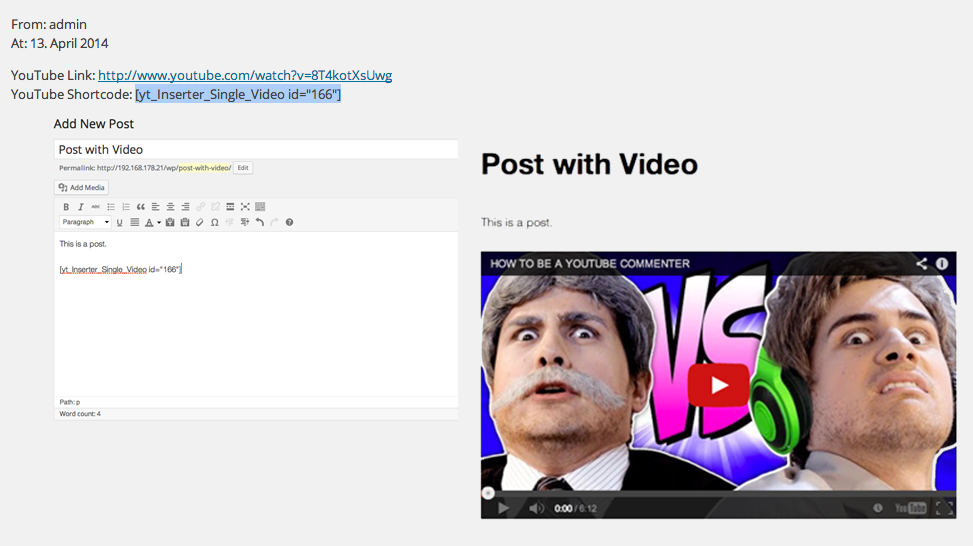 From: admin
At: 13. April 2014
YouTube Link: http://www.youtube.com/watch?v=8T4kotXsUwg
YouTube Shortcode: [yt_Inserter_Single_Video id="166"]
Add New Post
Post with Video
Permalink: http://192.168.178.21/wp/post-with-video/ Edit
Add Media
B I ABC
Paragraph U A Ω
This is a post.
[yt_Inserter_Single_Video id="166"]
Path: p
Word count: 4
Post with Video
This is a post.
HOW TO BE A YOUTUBE COMMENTER
VS
0:00 / 6:12 YouTube